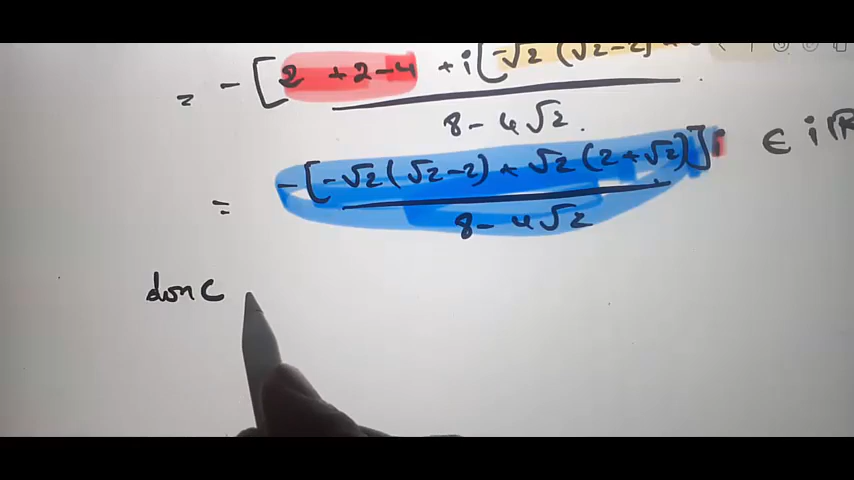 = - [ 2 + 2 - 4 + i [ -√2 (√2-2)
8 - 4√2 .
= -[-√2(√2-2) + √2(2+√2)] i ∈ iℝ
8 - 4√2
donc